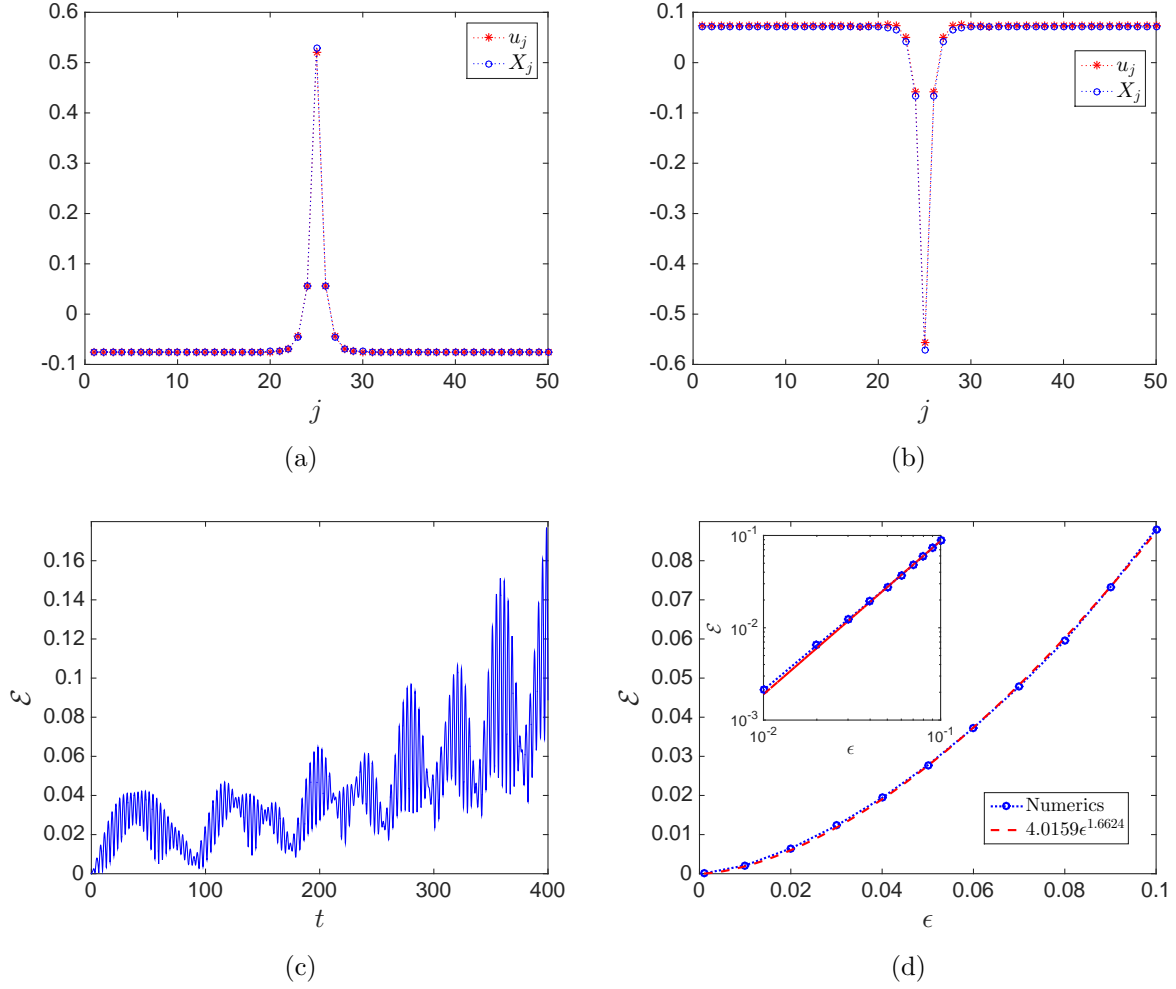 0.6
0.5
0.4
0.3
0.2
0.1
0
-0.1
0 10 20 30 40 50
j
u_j
X_j
(a)
0.1
0
-0.1
-0.2
-0.3
-0.4
-0.5
-0.6
0 10 20 30 40 50
j
u_j
X_j
(b)
0.16
0.14
0.12
0.1
0.08
0.06
0.04
0.02
0
0 100 200 300 400
t
ℰ
(c)
0.08
0.07
0.06
0.05
0.04
0.03
0.02
0.01
0
0 0.02 0.04 0.06 0.08 0.1
ϵ
ℰ
10^{-1}
10^{-2}
10^{-3}
10^{-2} 10^{-1}
ϵ
ℰ
Numerics
4.0159ϵ^{1.6624}
(d)